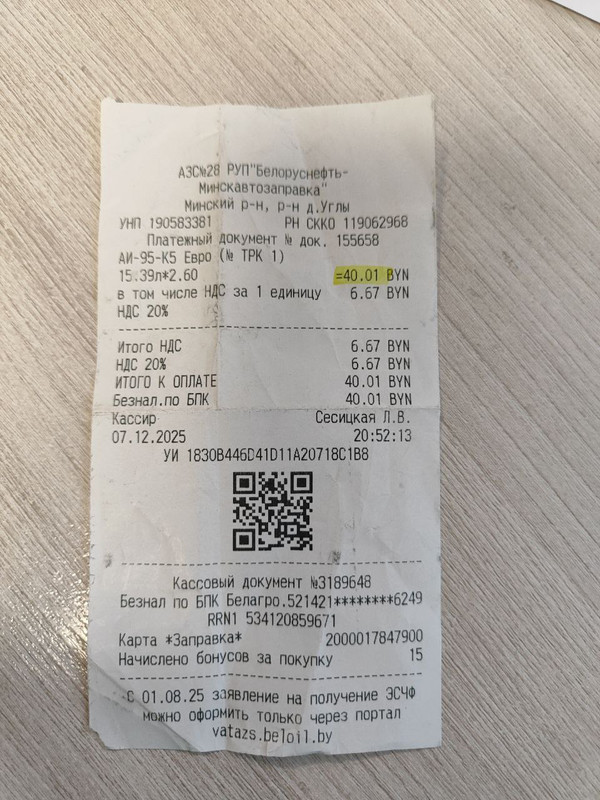 АЗС№28 РУП"Белоруснефть-
Минскавтозаправка"
Минский р-н, р-н д.Углы
УНП 190583381 РН СККО 119062968
Платежный документ № док. 155658
АИ-95-К5 Евро (№ ТРК 1)
15.39л*2.60 =40.01 BYN
в том числе НДС за 1 единицу 6.67 BYN
НДС 20%
Итого НДС 6.67 BYN
НДС 20% 6.67 BYN
ИТОГО К ОПЛАТЕ 40.01 BYN
Безнал.по БПК 40.01 BYN
Кассир Сесицкая Л.В.
07.12.2025 20:52:13
УИ 1830B446D41D11A20718C1B8
Кассовый документ №3189648
Безнал по БПК Белагро.521421********6249
RRN1 534120859671
Карта *Заправка* 2000017847900
Начислено бонусов за покупку 15
С 01.08.25 заявление на получение ЭСЧФ
можно оформить только через портал
vatazs.beloil.by